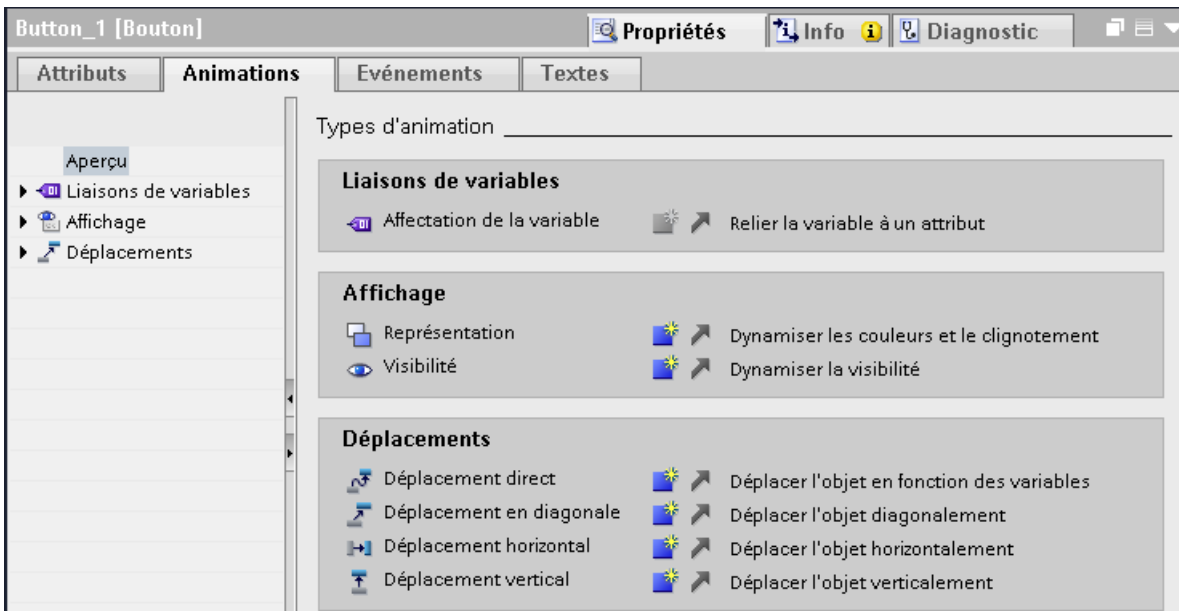 Button_1 [Bouton]
Propriétés
Info
Diagnostic
Attributs
Animations
Evénements
Textes
Aperçu
Liaisons de variables
Affichage
Déplacements
Types d'animation
Liaisons de variables
Affectation de la variable Relier la variable à un attribut
Affichage
Représentation Dynamiser les couleurs et le clignotement
Visibilité Dynamiser la visibilité
Déplacements
Déplacement direct Déplacer l'objet en fonction des variables
Déplacement en diagonale Déplacer l'objet diagonalement
Déplacement horizontal Déplacer l'objet horizontalement
Déplacement vertical Déplacer l'objet verticalement